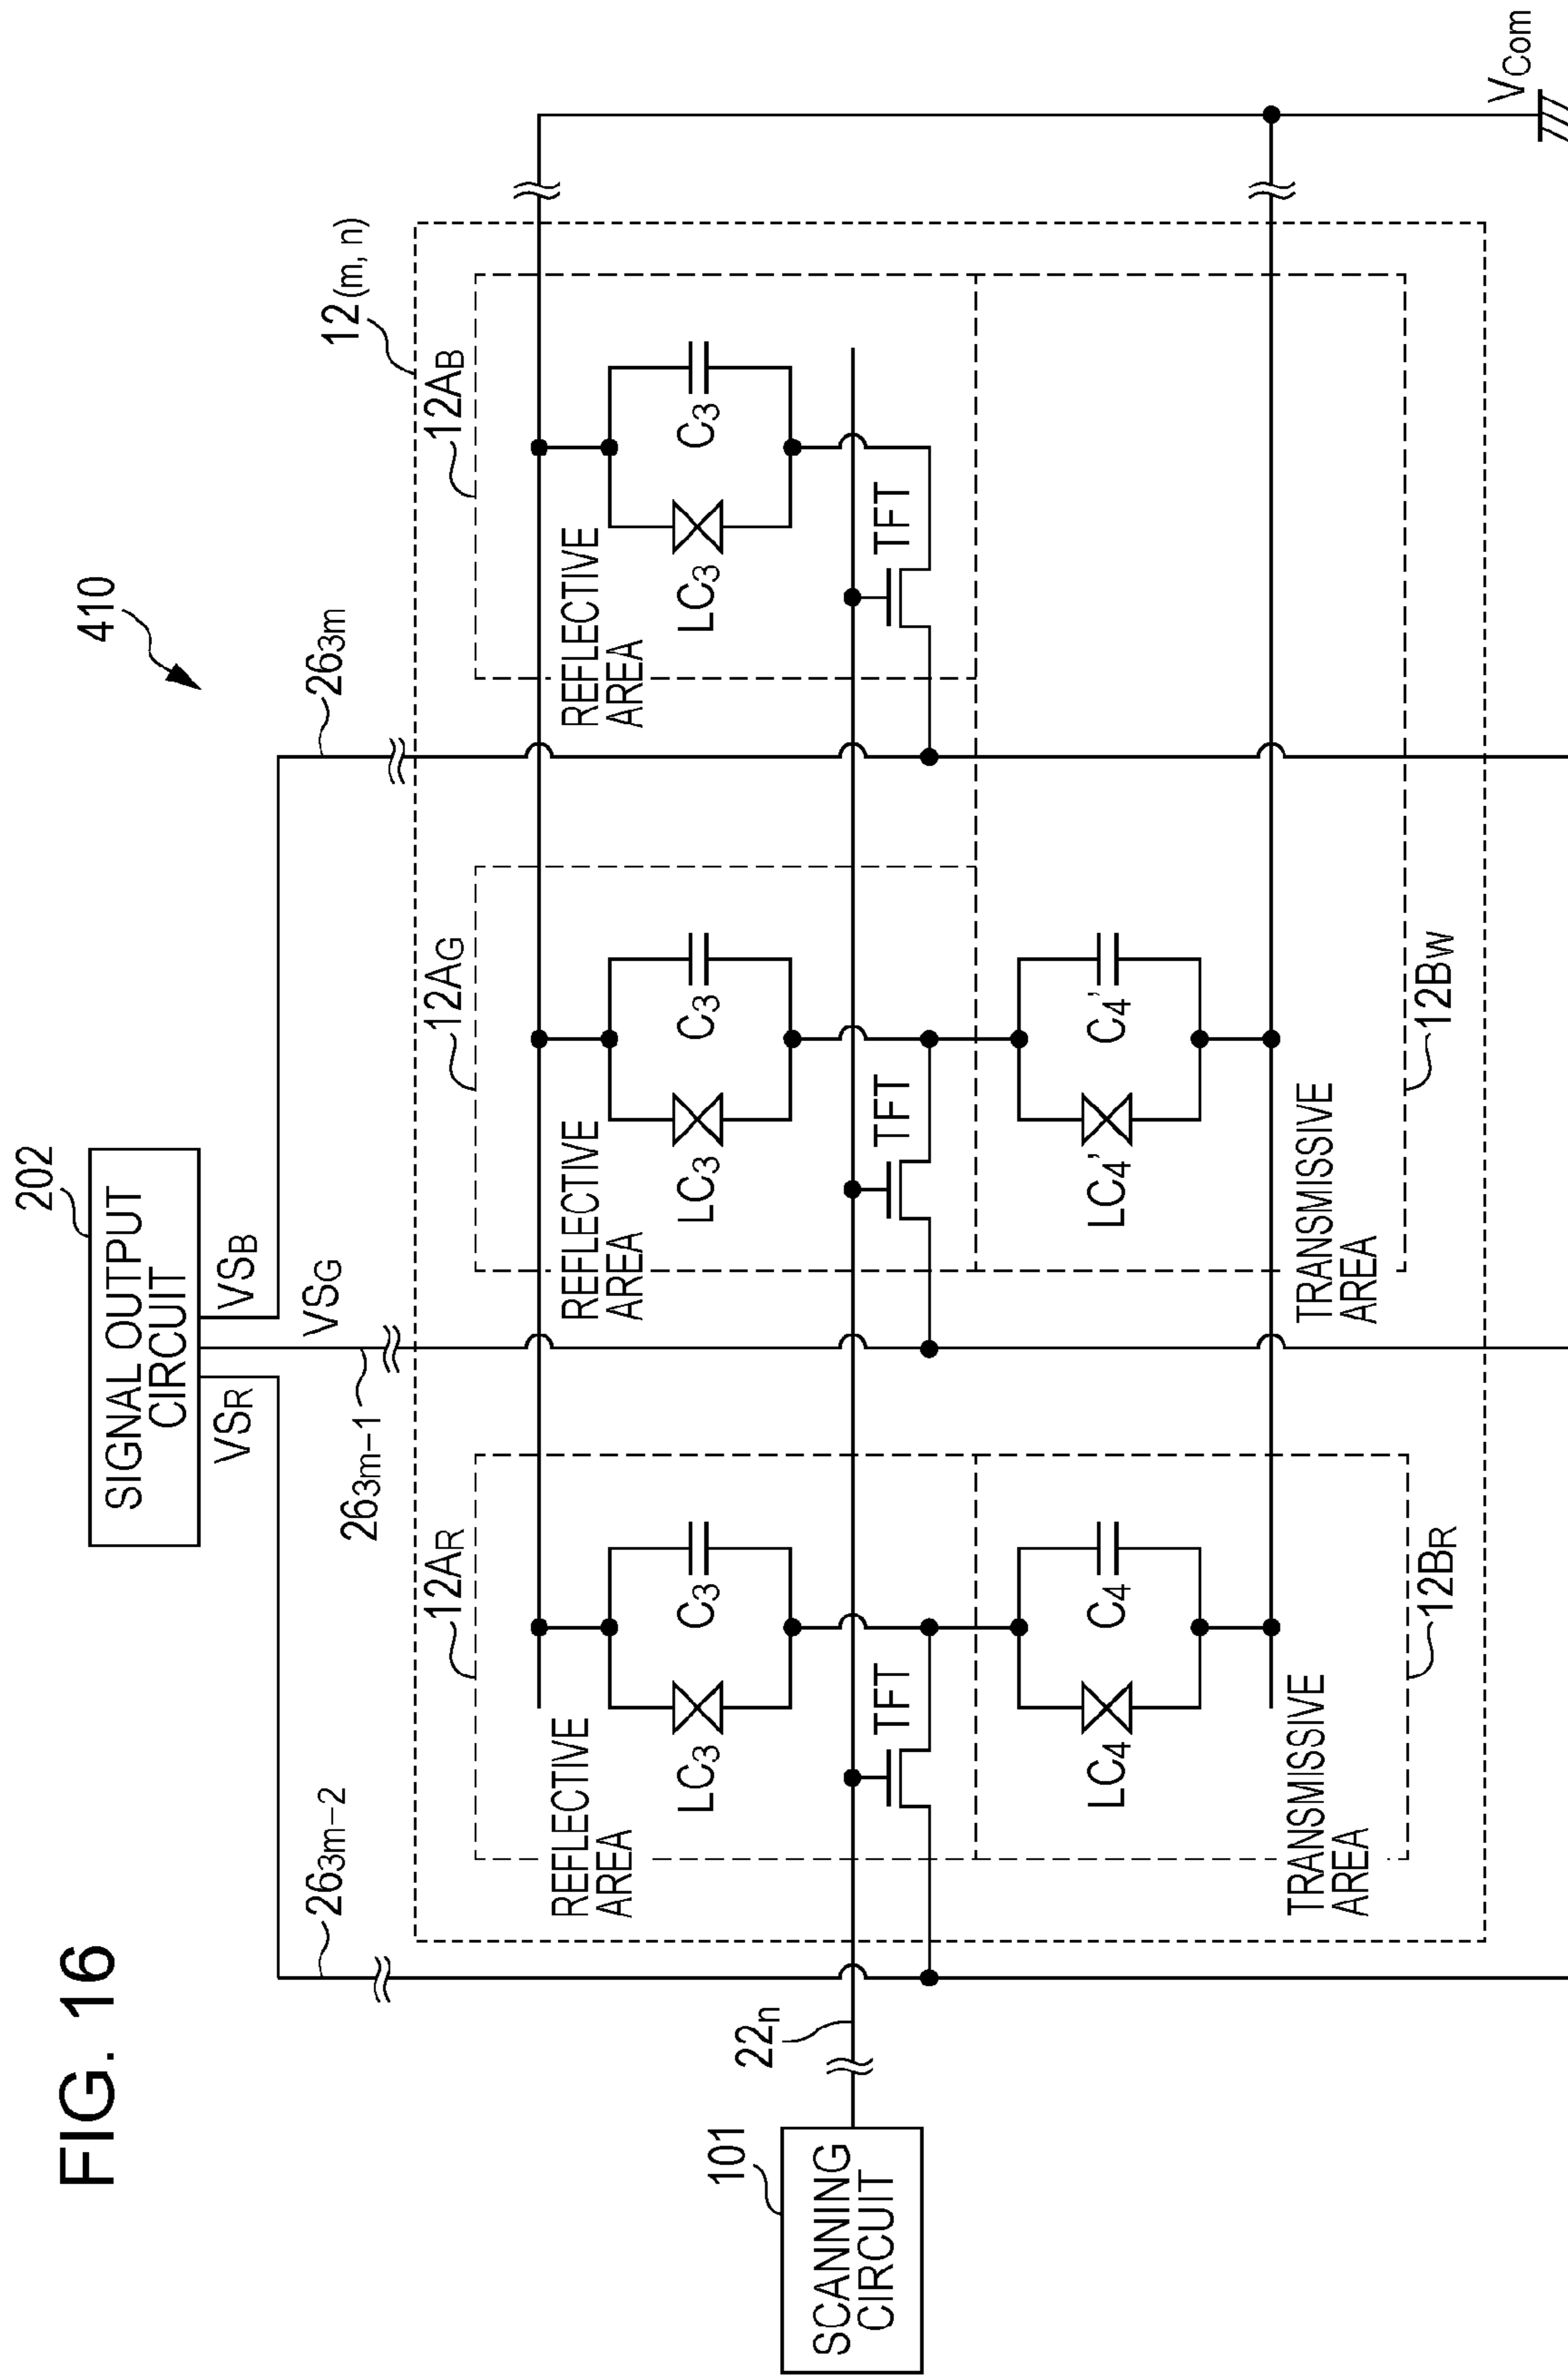 FIG. 16
410
202
SIGNAL OUTPUT
CIRCUIT
VSR
VSB
VSG
263m-2
263m-1
263m
12(m, n)
12AR
12AG
12AB
REFLECTIVE
AREA
REFLECTIVE
AREA
REFLECTIVE
AREA
LC3
C3
LC3
C3
LC3
C3
101
SCANNING
CIRCUIT
22n
TFT
TFT
TFT
LC4
C4
LC4'
C4'
TRANSMISSIVE
AREA
TRANSMISSIVE
AREA
12BR
12BW
VCom